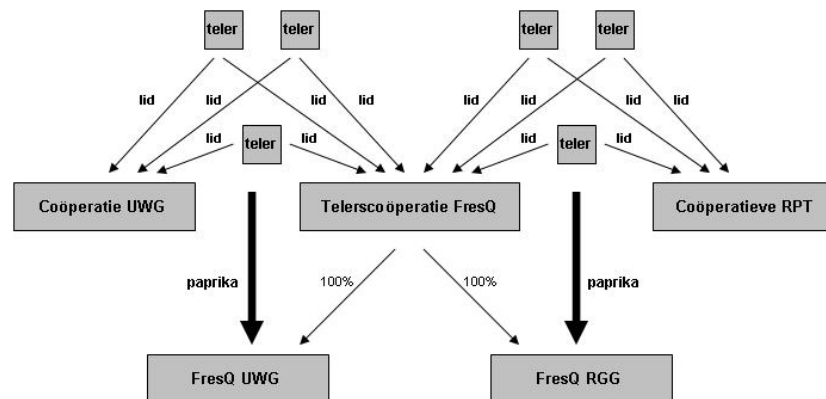 teler
teler
teler
teler
lid
lid
lid
lid
lid
lid
lid
lid
lid
teler
lid
lid
teler
lid
Coöperatie UWG
Telerscoöperatie FresQ
Coöperatieve RPT
paprika
100%
100%
paprika
FresQ UWG
FresQ RGG